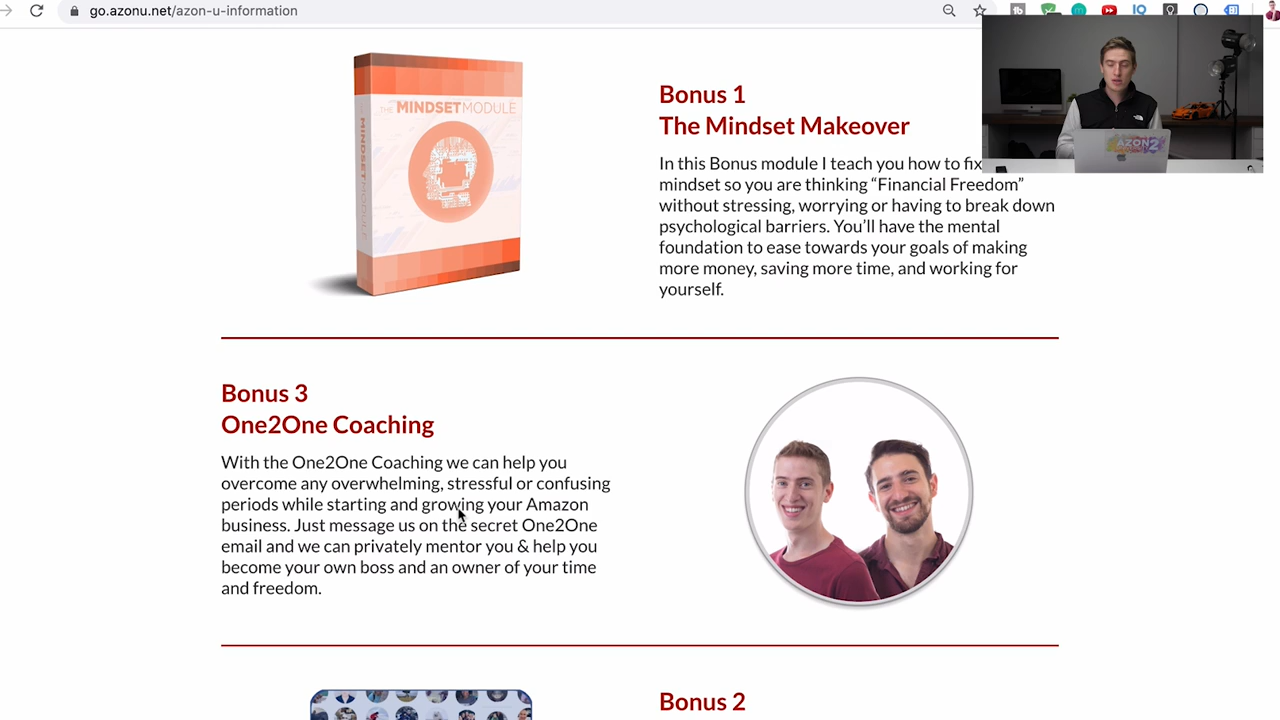 go.azonu.net/azon-u-information
THE MINDSETMODULE
MINDSETMODULE
Bonus 1
The Mindset Makeover
In this Bonus module I teach you how to fix
mindset so you are thinking “Financial Freedom”
without stressing, worrying or having to break down
psychological barriers. You’ll have the mental
foundation to ease towards your goals of making
more money, saving more time, and working for
yourself.
AZON
Bonus 3
One2One Coaching
With the One2One Coaching we can help you
overcome any overwhelming, stressful or confusing
periods while starting and growing your Amazon
business. Just message us on the secret One2One
email and we can privately mentor you & help you
become your own boss and an owner of your time
and freedom.
Bonus 2